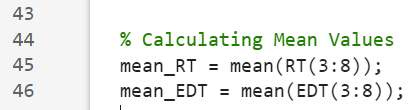 43
44 % Calculating Mean Values
45 mean_RT = mean(RT(3:8));
46 mean_EDT = mean(EDT(3:8));